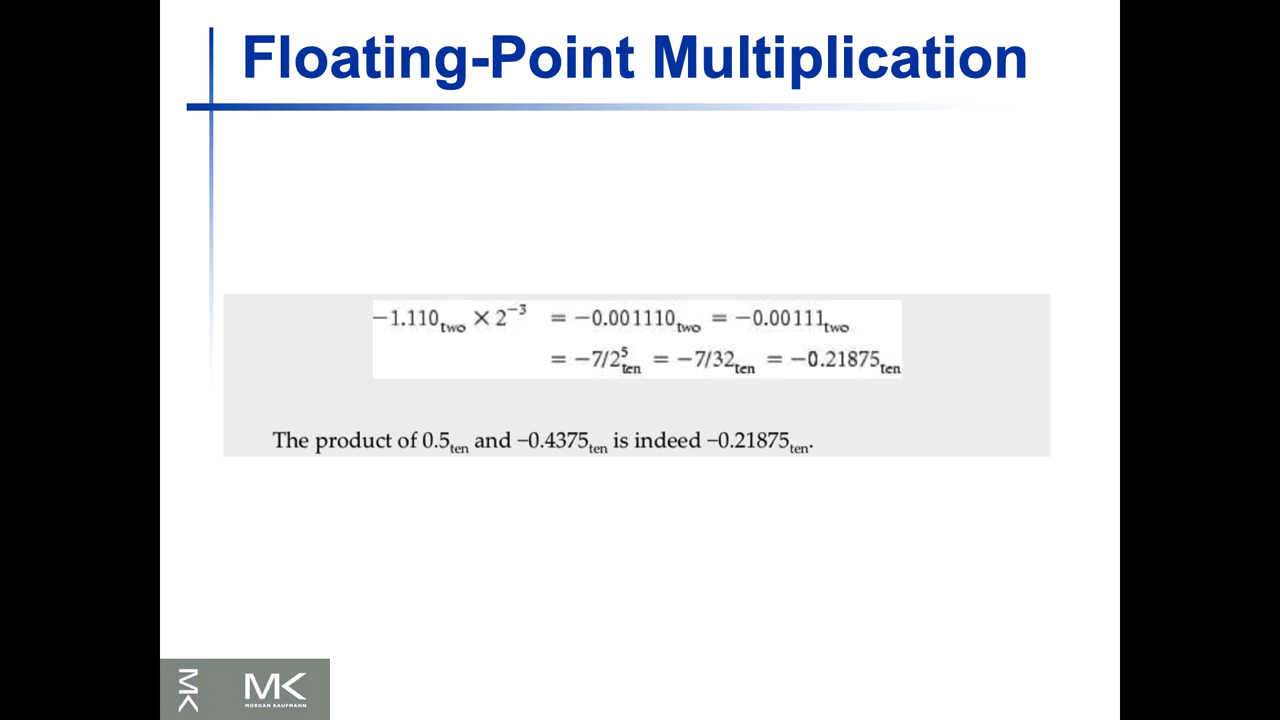 Floating-Point Multiplication
−1.110two × 2⁻³ = −0.001110two = −0.00111two
= −7/2⁵ten = −7/32ten = −0.21875ten
The product of 0.5ten and −0.4375ten is indeed −0.21875ten.
MK
MK
MORGAN KAUFMANN